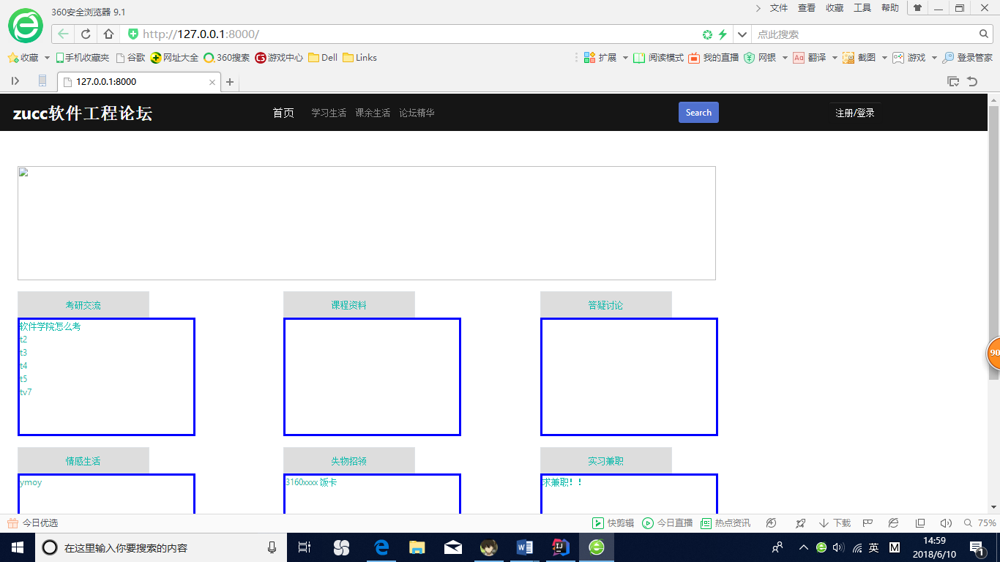 360安全浏览器 9.1
文件 查看 收藏 工具 帮助
http://127.0.0.1:8000/
点此搜索
收藏 手机收藏夹 谷歌 网址大全 360搜索 游戏中心 Dell Links
扩展 阅读模式 我的直播 网银 翻译 截图 游戏 登录管家
127.0.0.1:8000
zucc软件工程论坛 首页 学习生活 课余生活 论坛精华 Search 注册/登录
考研交流 课程资料 答疑讨论
软件学院怎么考
t2
t3
t4
t5
tv7
90
情感生活 失物招领 实习兼职
ymoy 3160xxxx 饭卡 求兼职！！
今日优选 快剪辑 今日直播 热点资讯 下载 75%
在这里输入你要搜索的内容
英 M
14:59
2018/6/10
1